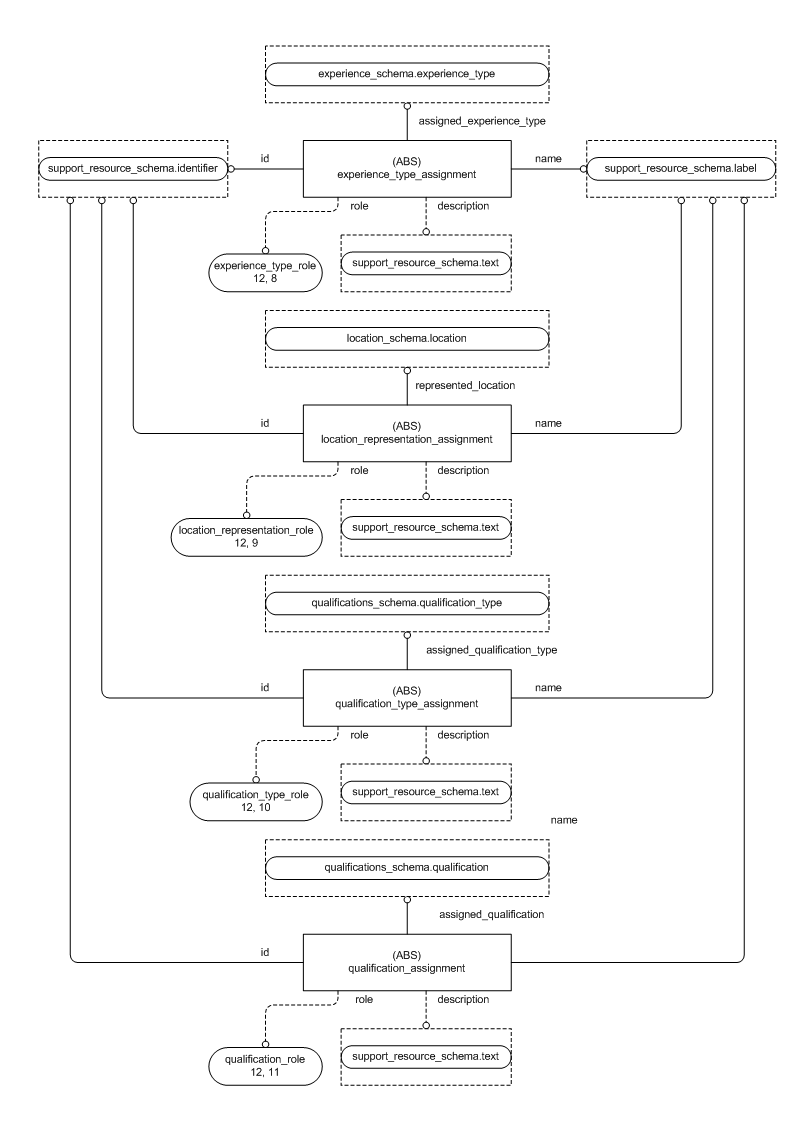 experience_schema.experience_type
assigned_experience_type
support_resource_schema.identifier
id
(ABS)
experience_type_assignment
name
support_resource_schema.label
role
description
experience_type_role
12, 8
support_resource_schema.text
location_schema.location
represented_location
id
(ABS)
location_representation_assignment
name
role
description
location_representation_role
12, 9
support_resource_schema.text
qualifications_schema.qualification_type
assigned_qualification_type
id
(ABS)
qualification_type_assignment
name
role
description
qualification_type_role
12, 10
support_resource_schema.text
name
qualifications_schema.qualification
assigned_qualification
id
(ABS)
qualification_assignment
role
description
qualification_role
12, 11
support_resource_schema.text